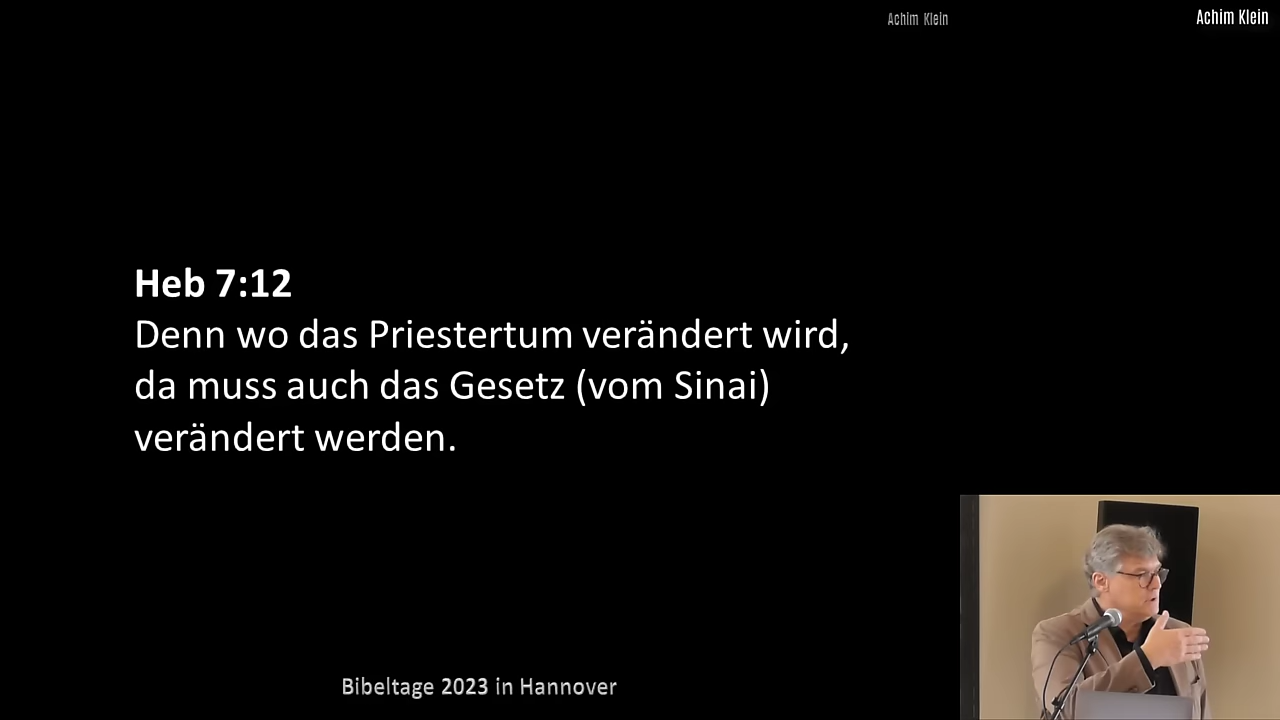 Achim Klein
Achim Klein
Heb 7:12
Denn wo das Priestertum verändert wird,
da muss auch das Gesetz (vom Sinai)
verändert werden.
Bibeltage 2023 in Hannover